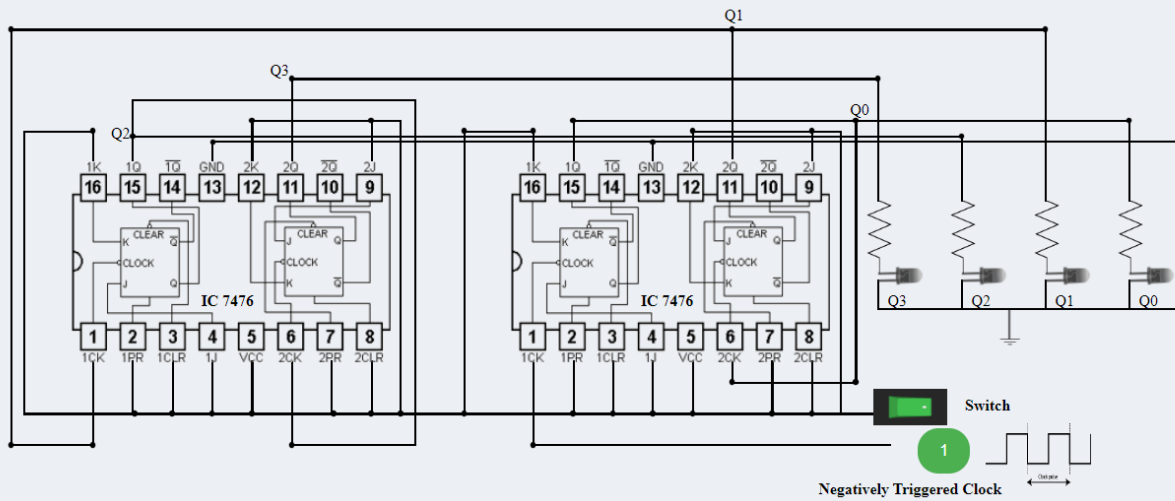 Q1
Q3
Q0
Q2
1K 1Q 1Q̅ GND 2K 2Q 2Q̅ 2J
16 15 14 13 12 11 10 9
1K 1Q 1Q̅ GND 2K 2Q 2Q̅ 2J
16 15 14 13 12 11 10 9
CLEAR
K Q̅
CLOCK
J Q
CLEAR
J Q
CLOCK
K Q̅
IC 7476
CLEAR
K Q̅
CLOCK
J Q
CLEAR
J Q
CLOCK
K Q̅
IC 7476
Q3 Q2 Q1 Q0
1 2 3 4 5 6 7 8
1CK 1PR 1CLR 1J VCC 2CK 2PR 2CLR
1 2 3 4 5 6 7 8
1CK 1PR 1CLR 1J VCC 2CK 2PR 2CLR
Switch
1
Clock pulse
Negatively Triggered Clock